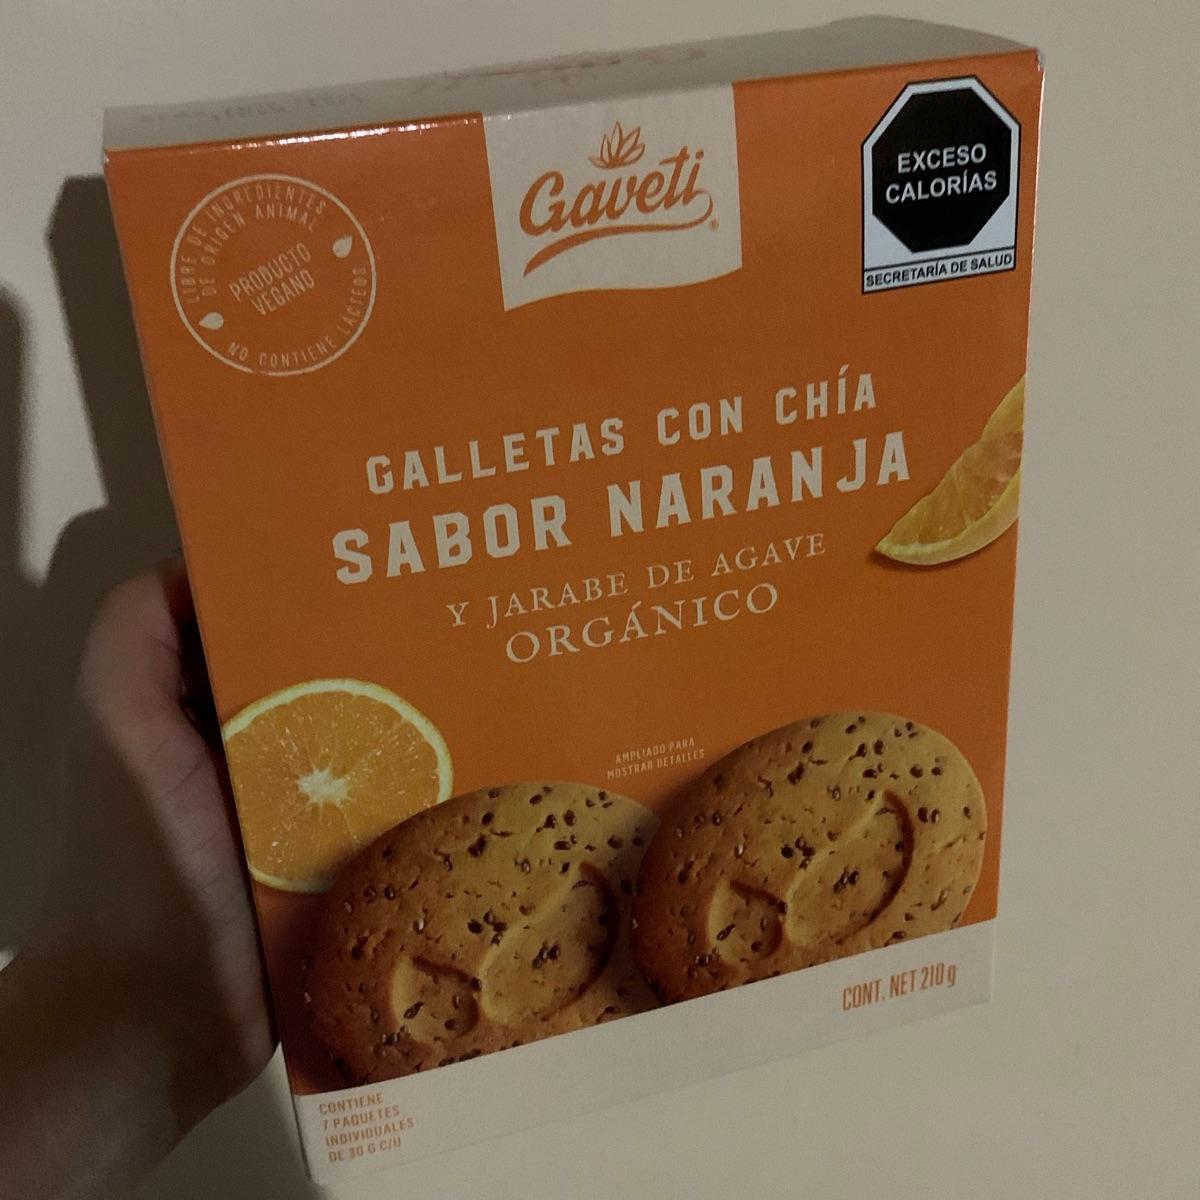 Gaveti®
EXCESO
CALORÍAS
SECRETARÍA DE SALUD
LIBRE DE INGREDIENTES
DE ORIGEN ANIMAL
PRODUCTO
VEGANO
NO CONTIENE LÁCTEOS
GALLETAS CON CHÍA
SABOR NARANJA
Y JARABE DE AGAVE
ORGÁNICO
AMPLIADO PARA
MOSTRAR DETALLES
CONT. NET 210 g
CONTIENE
7 PAQUETES
INDIVIDUALES
DE 30 G C/U